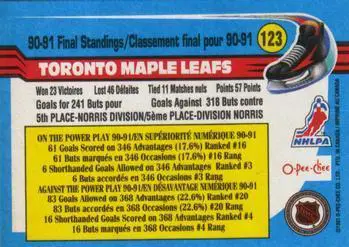 90-91 Final Standings/Classement final pour 90-91
123
TORONTO MAPLE LEAFS
Won 23 Victoires Lost 46 Défaites Tied 11 Matches nuls Points 57 Points
Goals for 241 Buts pour Goals Against 318 Buts contre
5th PLACE-NORRIS DIVISION/5ème PLACE-DIVISION NORRIS
ON THE POWER PLAY 90-91/EN SUPÉRIORITÉ NUMÉRIQUE 90-91
61 Goals Scored on 346 Advantages (17.6%) Ranked #16
61 Buts marqués en 346 Occasions (17.6%) #16 Rang
6 Shorthanded Goals Allowed on 346 Advantages Ranked #3
6 Buts accordés en 346 Occasions #3 Rang
AGAINST THE POWER PLAY 90-91/EN DÉSAVANTAGE NUMÉRIQUE 90-91
83 Goals Allowed on 368 Advantages (22.6%) Ranked #20
83 Buts accordés en 368 Occasions (22.6%) #20 Rang
16 Shorthanded Goals Scored on 368 Advantages Ranked #2
16 Buts marqués en 368 Occasions #2 Rang
NHLPA
O-Pee-Chee